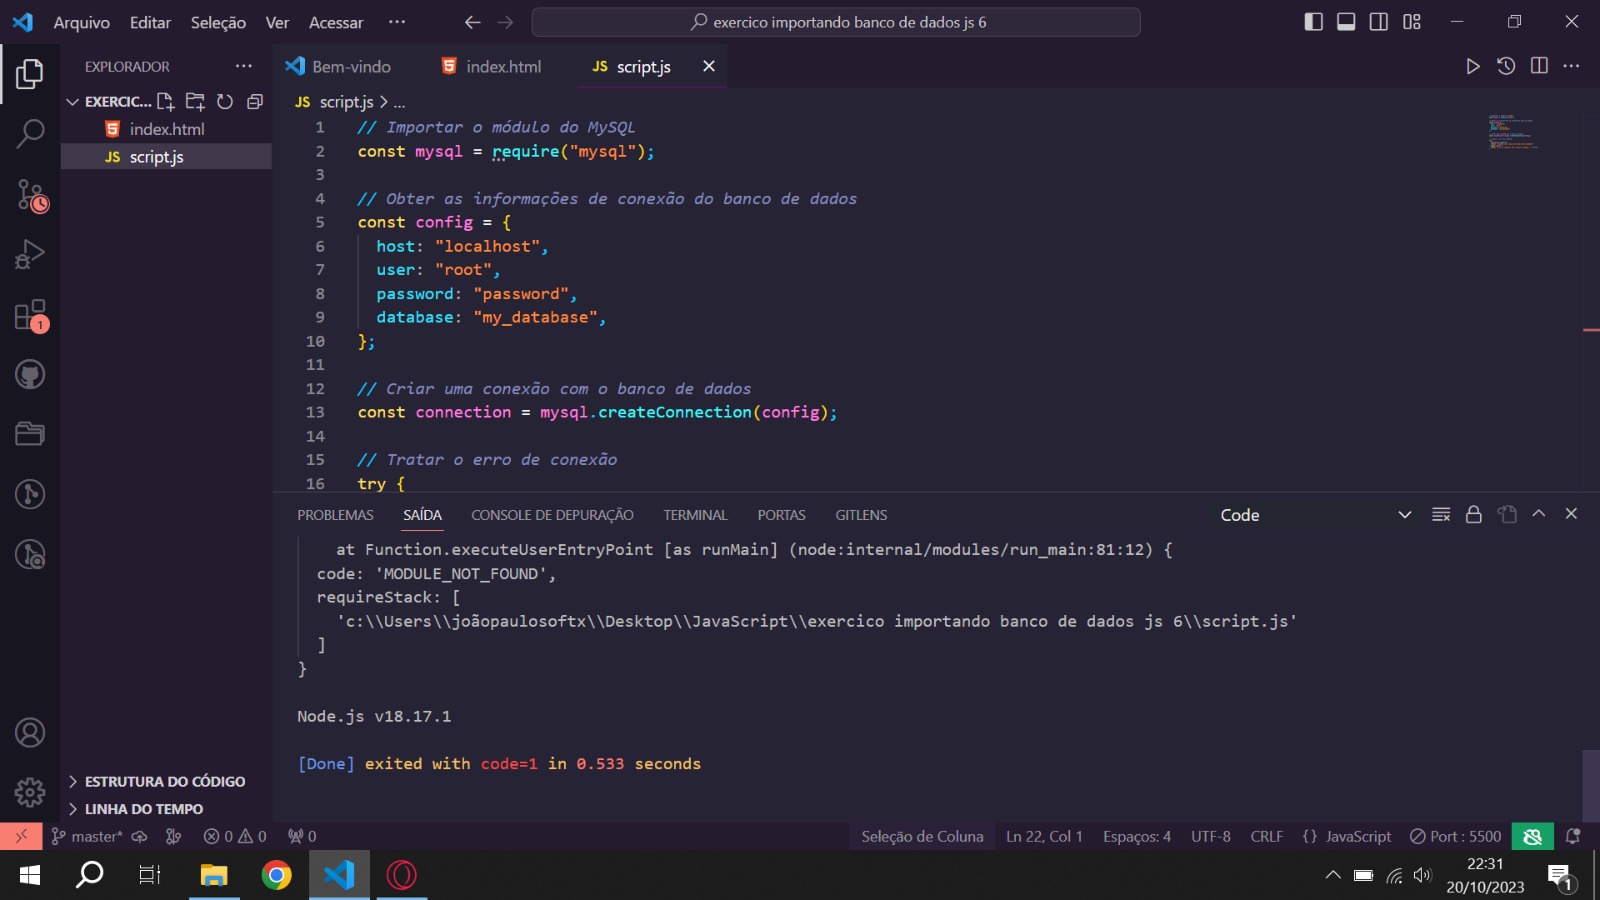 Arquivo Editar Seleção Ver Acessar ···
exercico importando banco de dados js 6
EXPLORADOR ···
Bem-vindo
index.html
JS script.js
EXERCIC...
index.html
JS script.js
JS script.js > ...
1 // Importar o módulo do MySQL
2 const mysql = require("mysql");
3
4 // Obter as informações de conexão do banco de dados
5 const config = {
6 host: "localhost",
7 user: "root",
8 password: "password",
9 database: "my_database",
10 };
11
12 // Criar uma conexão com o banco de dados
13 const connection = mysql.createConnection(config);
14
15 // Tratar o erro de conexão
16 try {
1
PROBLEMAS SAÍDA CONSOLE DE DEPURAÇÃO TERMINAL PORTAS GITLENS
Code
at Function.executeUserEntryPoint [as runMain] (node:internal/modules/run_main:81:12) {
code: 'MODULE_NOT_FOUND',
requireStack: [
'c:\\Users\\joãopaulosoftx\\Desktop\\JavaScript\\exercico importando banco de dados js 6\\script.js'
]
}
Node.js v18.17.1
[Done] exited with code=1 in 0.533 seconds
ESTRUTURA DO CÓDIGO
LINHA DO TEMPO
master* 0 0 0
Seleção de Coluna Ln 22, Col 1 Espaços: 4 UTF-8 CRLF {} JavaScript Port : 5500
22:31
20/10/2023
1